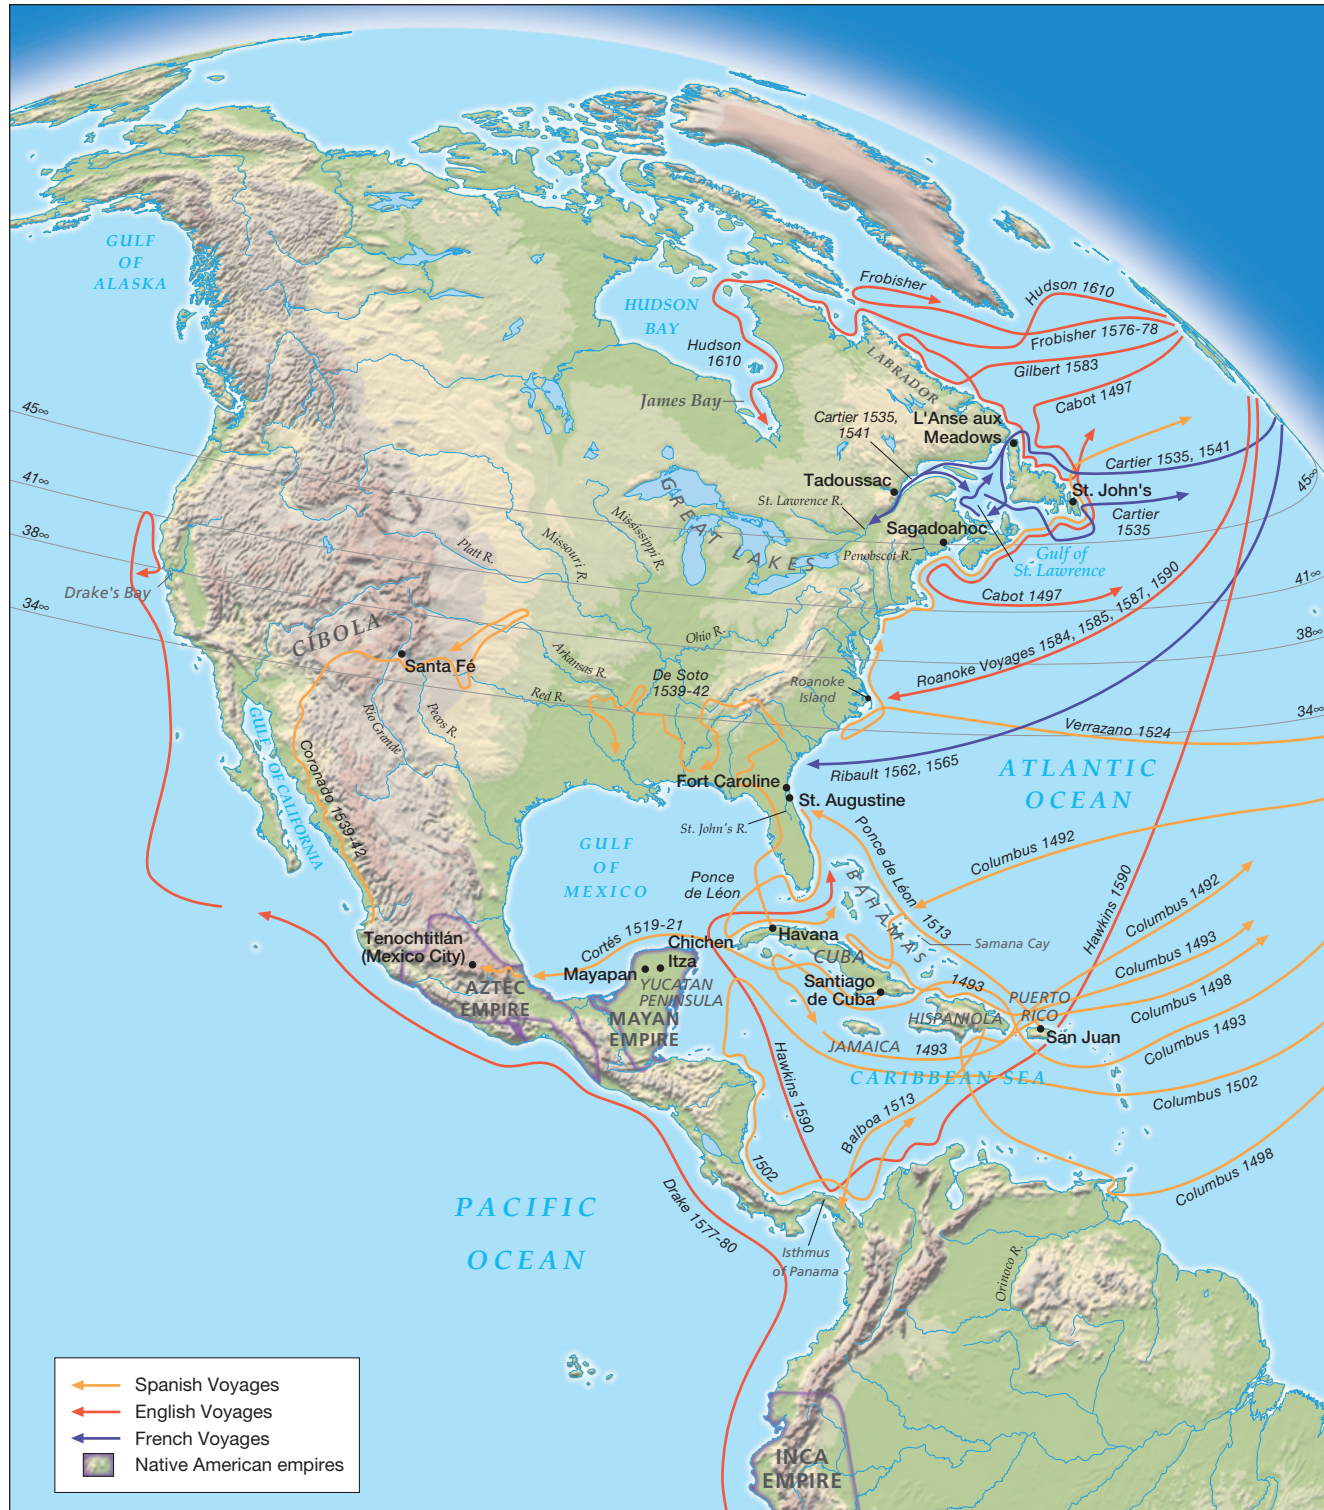 GULF
OF
ALASKA
HUDSON
BAY
Hudson
1610
James Bay
Frobisher
Hudson 1610
Frobisher 1576-78
Gilbert 1583
Cabot 1497
LABRADOR
Cartier 1535,
1541
L'Anse aux
Meadows
Cartier 1535, 1541
Tadoussac
St. Lawrence R.
St. John's
Cartier
1535
Sagadoahoc
Penobscot R.
Gulf of
St. Lawrence
Cabot 1497
GREAT LAKES
45∞
41∞
38∞
34∞
45∞
41∞
38∞
34∞
Drake's Bay
Platt R.
Missouri R.
Mississippi R.
Ohio R.
Arkansas R.
Red R.
CÍBOLA
Santa Fé
Rio Grande
Pecos R.
De Soto
1539-42
Roanoke
Island
Roanoke Voyages 1584, 1585, 1587, 1590
Verrazano 1524
Ribault 1562, 1565
GULF OF CALIFORNIA
Coronado 1539-42
Fort Caroline
St. Augustine
St. John's R.
ATLANTIC
OCEAN
GULF
OF
MEXICO
Ponce
de Léon
Ponce de Léon 1513
BAHAMAS
Columbus 1492
Columbus 1492
Hawkins 1590
Columbus 1493
Columbus 1498
Columbus 1493
Columbus 1502
Columbus 1498
Samana Cay
Cortés 1519-21
Tenochtitlán
(Mexico City)
AZTEC
EMPIRE
Chichen
Itza
Mayapan
YUCATAN
PENINSULA
MAYAN
EMPIRE
Havana
CUBA
Santiago
de Cuba
1493
HISPANIOLA
PUERTO
RICO
San Juan
JAMAICA
1493
CARIBBEAN SEA
Hawkins 1590
Balboa 1513
1502
Drake 1577-80
Isthmus
of Panama
Orinoco R.
PACIFIC
OCEAN
INCA
EMPIRE
Spanish Voyages
English Voyages
French Voyages
Native American empires